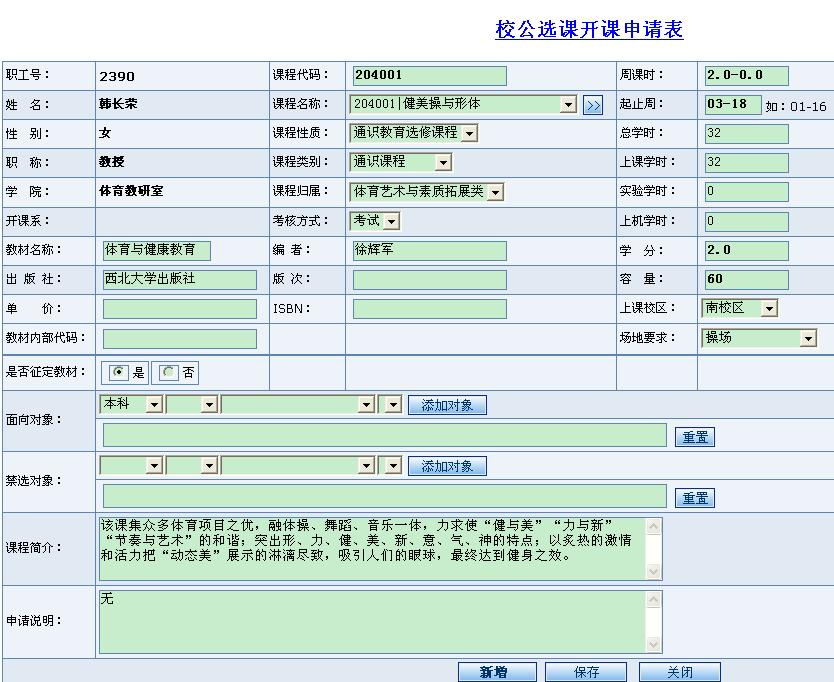 校公选课开课申请表
职工号： 2390 课程代码： 204001 周课时： 2.0-0.0
姓 名： 韩长荣 课程名称： 204001|健美操与形体 >> 起止周： 03-18 如：01-16
性 别： 女 课程性质： 通识教育选修课程 总学时： 32
职 称： 教授 课程类别： 通识课程 上课学时： 32
学 院： 体育教研室 课程归属： 体育艺术与素质拓展类 实验学时： 0
开课系： 考核方式： 考试 上机学时： 0
教材名称： 体育与健康教育 编 者： 徐辉军 学 分： 2.0
出 版 社： 西北大学出版社 版 次： 容 量： 60
单 价： ISBN： 上课校区： 南校区
教材内部代码： 场地要求： 操场
是否征定教材： 是 否
面向对象： 本科 添加对象
重置
禁选对象： 添加对象
重置
课程简介： 该课集众多体育项目之优，融体操、舞蹈、音乐一体，力求使“健与美”“力与新”
“节奏与艺术”的和谐；突出形、力、健、美、新、意、气、神的特点；以炙热的激情
和活力把“动态美”展示的淋漓尽致，吸引人们的眼球，最终达到健身之效。
申请说明： 无
新增 保存 关闭